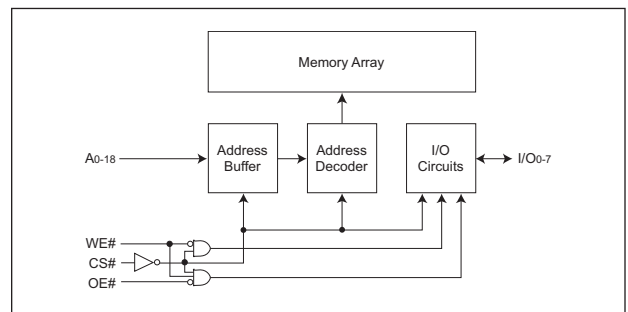 Memory Array
A0-18
Address
Buffer
Address
Decoder
I/O
Circuits
I/O0-7
WE#
CS#
OE#